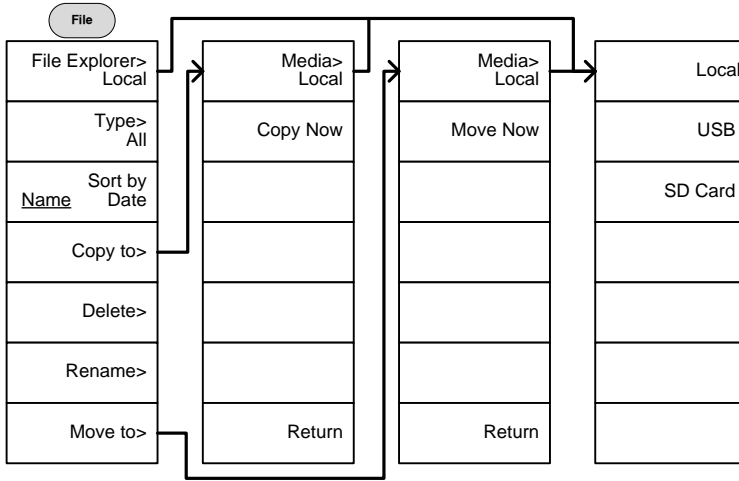 File
File Explorer>
Local
Type>
All
Sort by
Name Date
Copy to>
Delete>
Rename>
Move to>
Media>
Local
Copy Now
Return
Media>
Local
Move Now
Return
Local
USB
SD Card